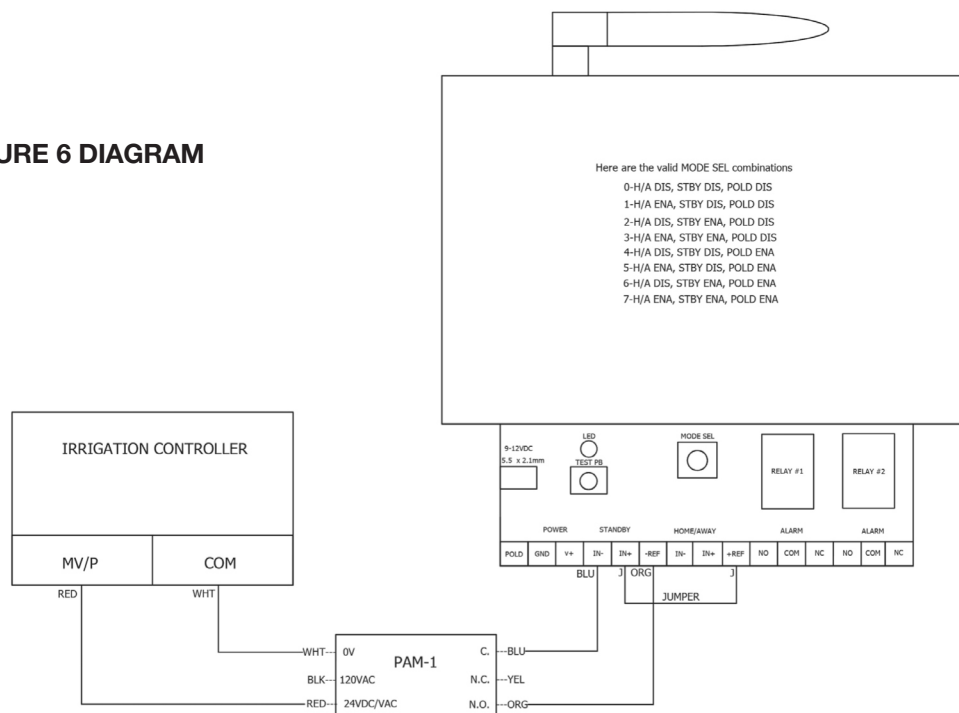 URE 6 DIAGRAM
Here are the valid MODE SEL combinations
0-H/A DIS, STBY DIS, POLD DIS
1-H/A ENA, STBY DIS, POLD DIS
2-H/A DIS, STBY ENA, POLD DIS
3-H/A ENA, STBY ENA, POLD DIS
4-H/A DIS, STBY DIS, POLD ENA
5-H/A ENA, STBY DIS, POLD ENA
6-H/A DIS, STBY ENA, POLD ENA
7-H/A ENA, STBY ENA, POLD ENA
9-12VDC
5.5 x 2.1mm
LED
TEST PB
MODE SEL
RELAY #1
RELAY #2
POWER STANDBY HOME/AWAY ALARM ALARM
POLD GND v+ IN- IN+ -REF IN- IN+ +REF NO COM NC NO COM NC
BLU J ORG J
JUMPER
IRRIGATION CONTROLLER
MV/P COM
RED WHT
PAM-1
WHT--- 0V C. ---BLU
BLK--- 120VAC N.C. ---YEL
RED--- 24VDC/VAC N.O. ---ORG